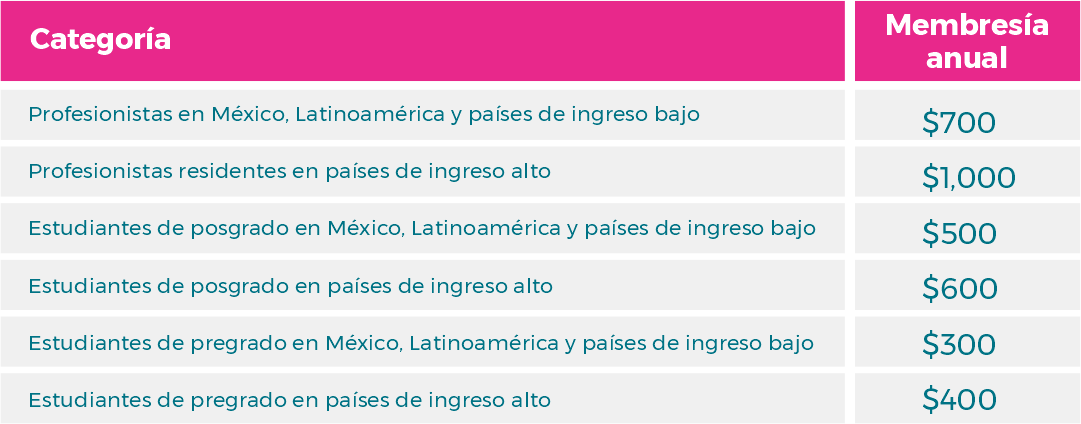 Categoría
Membresía
anual
Profesionistas en México, Latinoamérica y países de ingreso bajo
$700
Profesionistas residentes en países de ingreso alto
$1,000
Estudiantes de posgrado en México, Latinoamérica y países de ingreso bajo
$500
Estudiantes de posgrado en países de ingreso alto
$600
Estudiantes de pregrado en México, Latinoamérica y países de ingreso bajo
$300
Estudiantes de pregrado en países de ingreso alto
$400